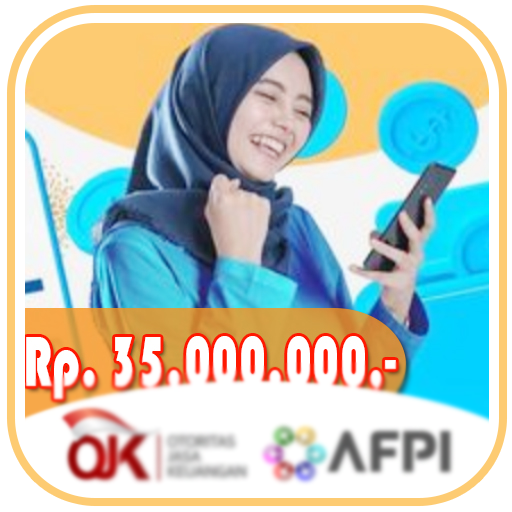 Rp. 35.000.000.-
OJK OTORITAS
JASA
KEUANGAN
AFPI